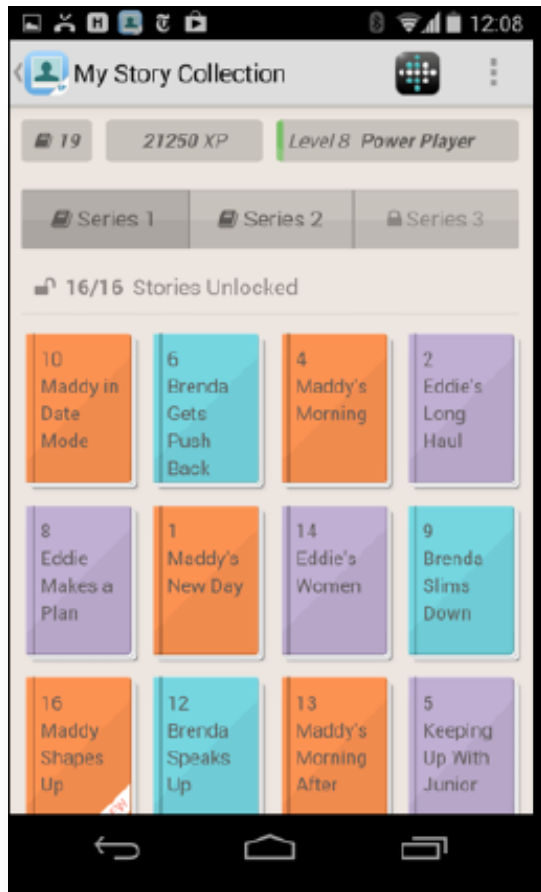 12:08
My Story Collection
19
21250 XP
Level 8 Power Player
Series 1
Series 2
Series 3
16/16 Stories Unlocked
10
Maddy in
Date
Mode
6
Brenda
Gets
Push
Back
4
Maddy's
Morning
2
Eddie's
Long
Haul
8
Eddie
Makes a
Plan
1
Maddy's
New Day
14
Eddie's
Women
9
Brenda
Slims
Down
16
Maddy
Shapes
Up
NEW
12
Brenda
Speaks
Up
13
Maddy's
Morning
After
5
Keeping
Up With
Junior